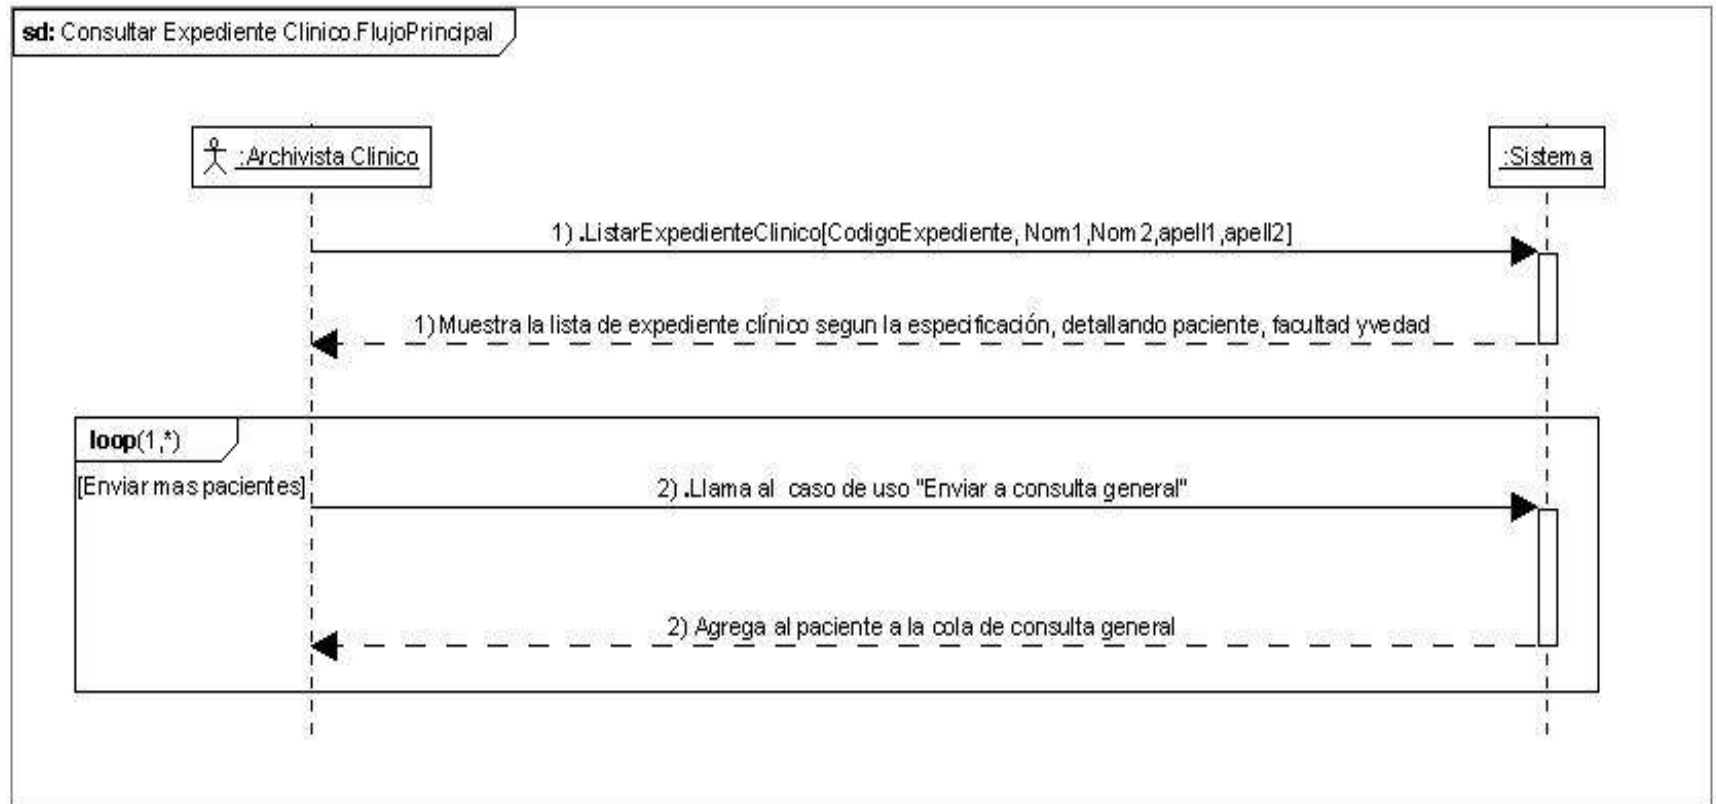 sd: Consultar Expediente Clinico.FlujoPrincipal
:Archivista Clinico
:Sistema
1) .ListarExpedienteClinico[CodigoExpediente, Nom1,Nom2,apell1,apell2]
1) Muestra la lista de expediente clínico segun la especificación, detallando paciente, facultad yvedad
loop(1,*)
[Enviar mas pacientes]
2) .Llama al caso de uso "Enviar a consulta general"
2) Agrega al paciente a la cola de consulta general